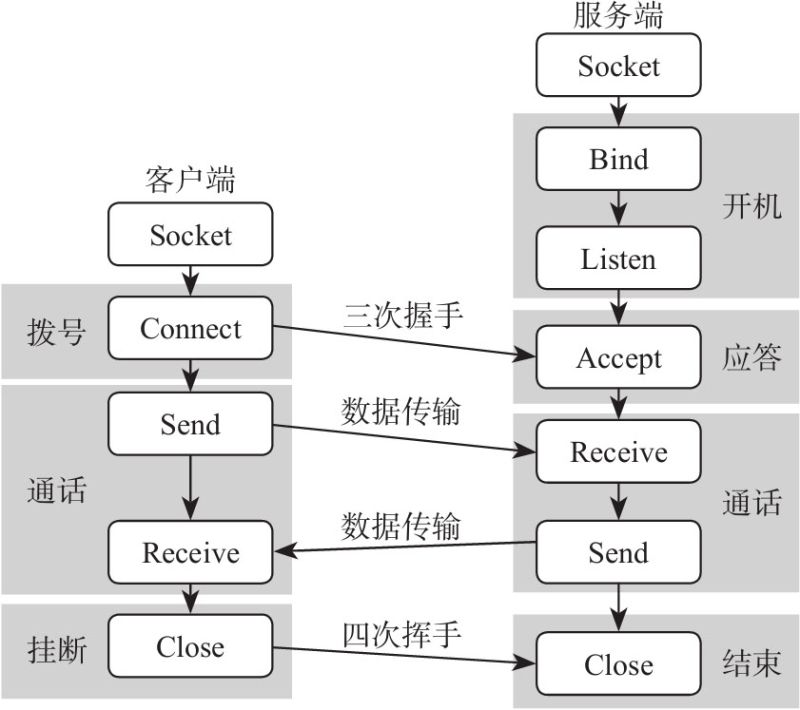 服务端
Socket
Bind
开机
Listen
客户端
Socket
拨号
Connect
三次握手
Accept
应答
Send
数据传输
Receive
通话
通话
数据传输
Receive
Send
挂断
Close
四次挥手
Close
结束